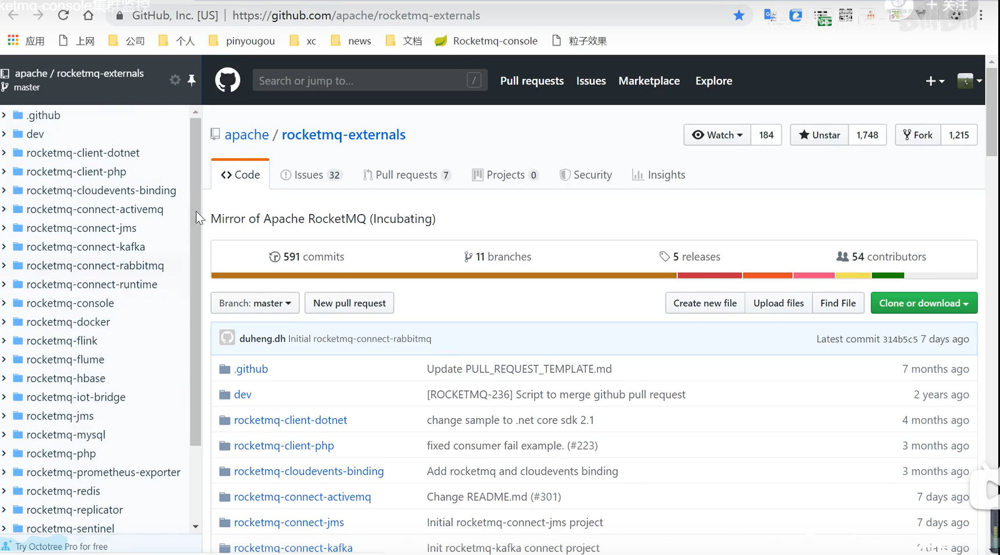 ketmq-console集群监控
关注
GitHub, Inc. [US] | https://github.com/apache/rocketmq-externals
应用 上网 公司 个人 pinyougou xc news 文档 Rocketmq-console 粒子效果
apache / rocketmq-externals
master
Search or jump to... /
Pull requests Issues Marketplace Explore
.github
dev
rocketmq-client-dotnet
rocketmq-client-php
rocketmq-cloudevents-binding
rocketmq-connect-activemq
rocketmq-connect-jms
rocketmq-connect-kafka
rocketmq-connect-rabbitmq
rocketmq-connect-runtime
rocketmq-console
rocketmq-docker
rocketmq-flink
rocketmq-flume
rocketmq-hbase
rocketmq-iot-bridge
rocketmq-jms
rocketmq-mysql
rocketmq-php
rocketmq-prometheus-exporter
rocketmq-redis
rocketmq-replicator
rocketmq-sentinel
Try Octotree Pro for free
apache / rocketmq-externals
Watch 184 Unstar 1,748 Fork 1,215
Code Issues 32 Pull requests 7 Projects 0 Security Insights
Mirror of Apache RocketMQ (Incubating)
591 commits 11 branches 5 releases 54 contributors
Branch: master New pull request Create new file Upload files Find File Clone or download
duheng.dh Initial rocketmq-connect-rabbitmq Latest commit 314b5c5 7 days ago
.github Update PULL_REQUEST_TEMPLATE.md 7 months ago
dev [ROCKETMQ-236] Script to merge github pull request 2 years ago
rocketmq-client-dotnet change sample to .net core sdk 2.1 4 months ago
rocketmq-client-php fixed consumer fail example. (#223) 3 months ago
rocketmq-cloudevents-binding Add rocketmq and cloudevents binding 3 months ago
rocketmq-connect-activemq Change README.md (#301) 7 days ago
rocketmq-connect-jms Initial rocketmq-connect-jms project 7 days ago
rocketmq-connect-kafka Init rocketmq-kafka connect project ago